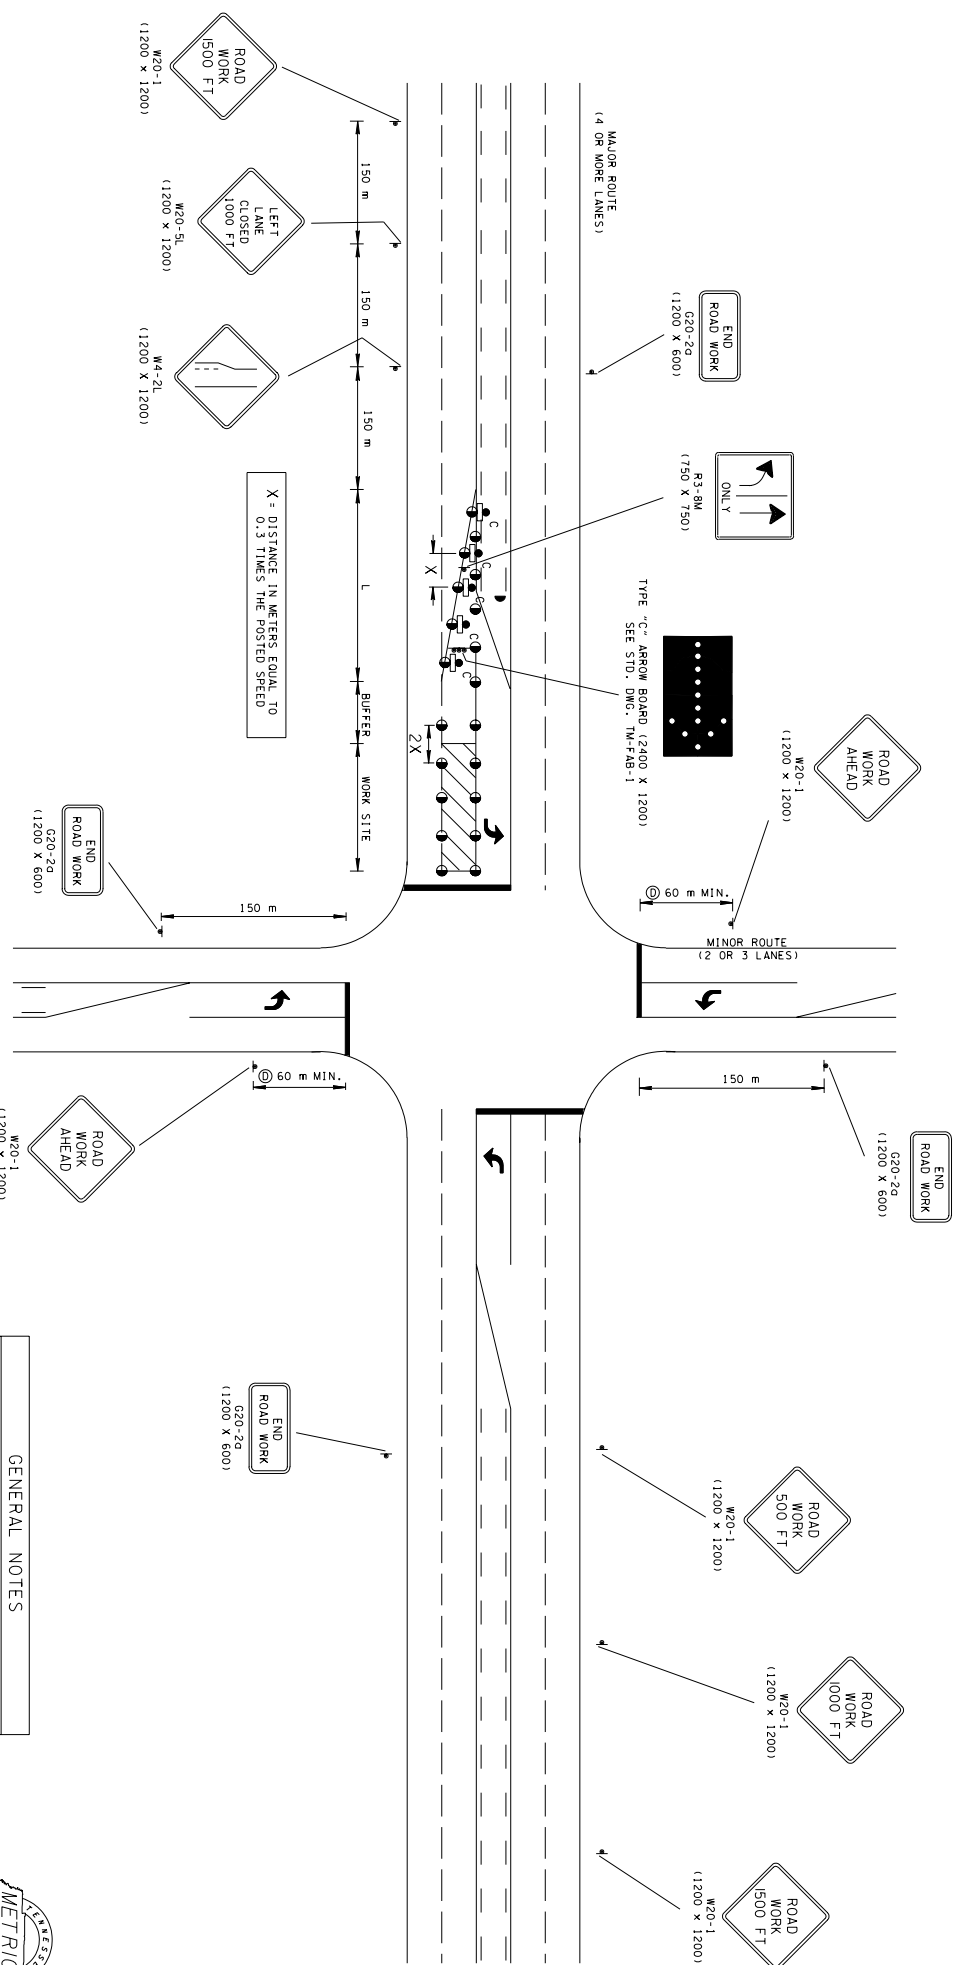 ROAD
WORK
1500 FT
W20-1
(1200 x 1200)
LEFT
LANE
CLOSED
1000 FT
W20-5L
(1200 x 1200)
W4-2L
(1200 X 1200)
150 m
150 m
150 m
L
BUFFER
WORK SITE
X = DISTANCE IN METERS EQUAL TO
0.3 TIMES THE POSTED SPEED
MAJOR ROUTE
(4 OR MORE LANES)
END
ROAD WORK
G20-2a
(1200 X 600)
ONLY
R3-8M
(750 X 750)
TYPE "C" ARROW BOARD (2400 X 1200)
SEE STD. DWG. TM-FAB-1
C
C
C
C
C
X
2X
ROAD
WORK
AHEAD
W20-1
(1200 x 1200)
D 60 m MIN.
MINOR ROUTE
(2 OR 3 LANES)
END
ROAD WORK
G20-2a
(1200 X 600)
150 m
D 60 m MIN.
150 m
ROAD
WORK
AHEAD
W20-1
(1200 x 1200)
END
ROAD WORK
G20-2a
(1200 X 600)
END
ROAD WORK
G20-2a
(1200 X 600)
ROAD
WORK
500 FT
W20-1
(1200 x 1200)
ROAD
WORK
1000 FT
W20-1
(1200 x 1200)
ROAD
WORK
1500 FT
W20-1
(1200 x 1200)
GENERAL NOTES
TENNESS
METRIC